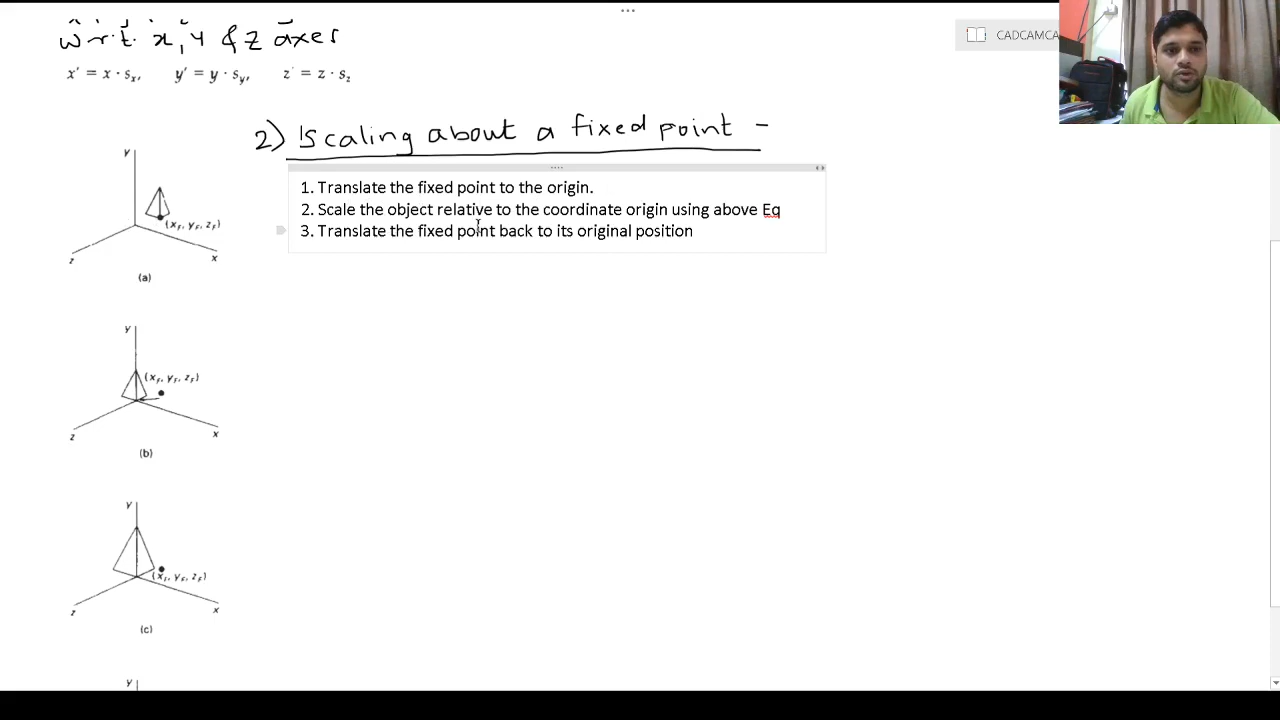 w.r.t. x, y & z axes
x' = x · sx, y' = y · sy, z' = z · sz
CADCAMCA
2) Scaling about a fixed point -
1. Translate the fixed point to the origin.
2. Scale the object relative to the coordinate origin using above Eq
3. Translate the fixed point back to its original position
y
(xF, yF, zF)
z
x
(a)
y
(xF, yF, zF)
z
x
(b)
y
(xF, yF, zF)
z
x
(c)
y